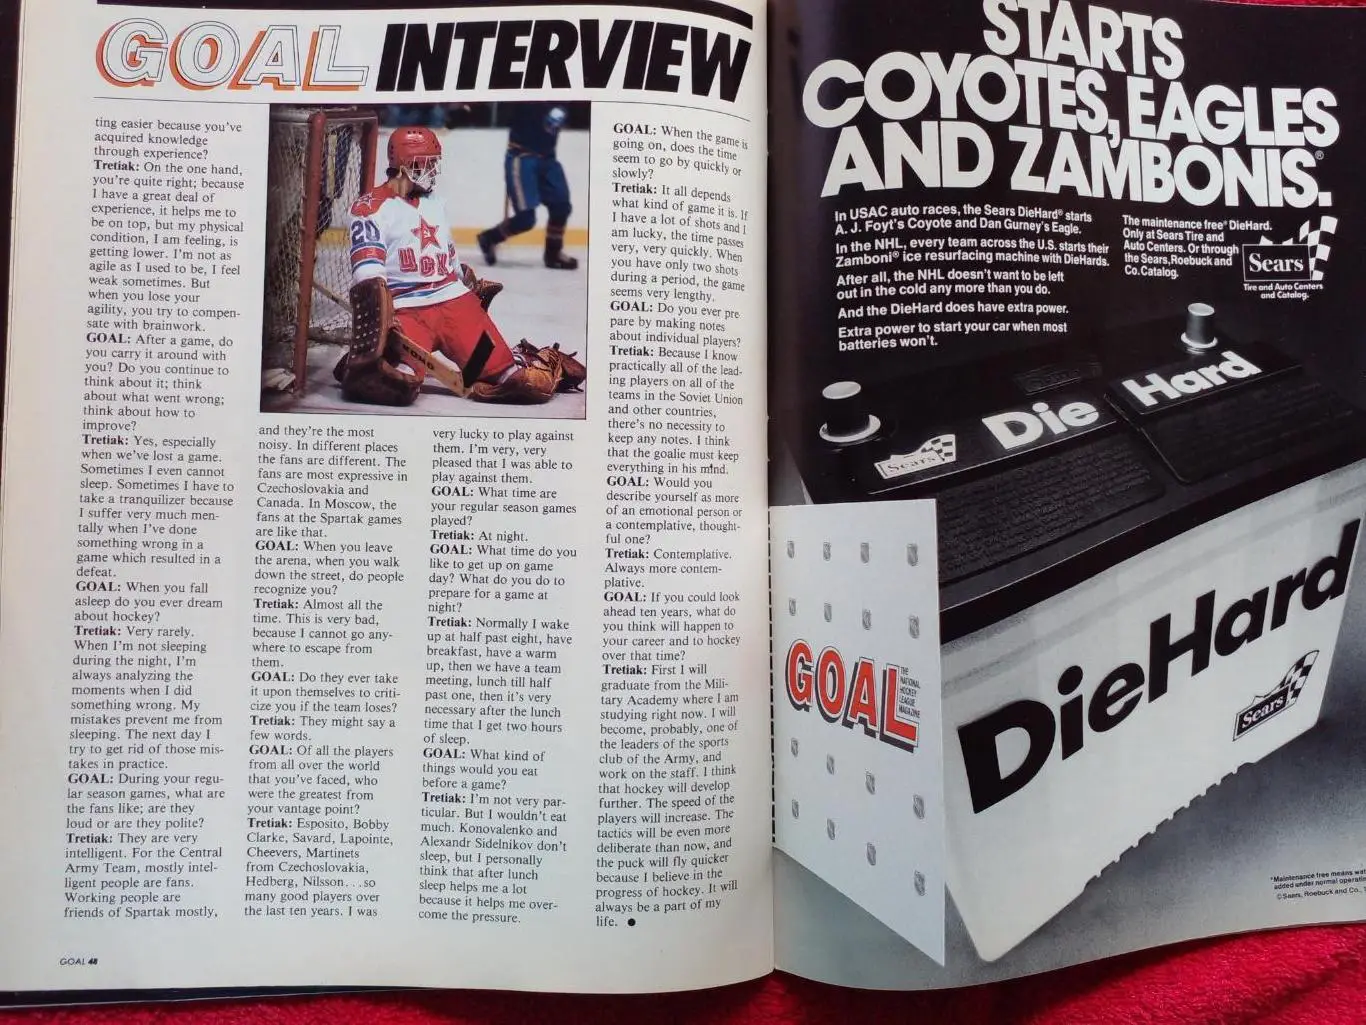 GOAL INTERVIEW
ting easier because you've
acquired knowledge
through experience?
Tretiak: On the one hand,
you're quite right; because
I have a great deal of
experience, it helps me to
be on top, but my physical
condition, I am feeling, is
getting lower. I'm not as
agile as I used to be, I feel
weak sometimes. But
when you lose your
agility, you try to compen-
sate with brainwork.
GOAL: After a game, do
you carry it around with
you? Do you continue to
think about it; think
about what went wrong;
think about how to
improve?
Tretiak: Yes, especially
when we've lost a game.
Sometimes I even cannot
sleep. Sometimes I have to
take a tranquilizer because
I suffer very much men-
tally when I've done
something wrong in a
game which resulted in a
defeat.
GOAL: When you fall
asleep do you ever dream
about hockey?
Tretiak: Very rarely.
When I'm not sleeping
during the night, I'm
always analyzing the
moments when I did
something wrong. My
mistakes prevent me from
sleeping. The next day I
try to get rid of those mis-
takes in practice.
GOAL: During your regu-
lar season games, what are
the fans like; are they
loud or are they polite?
Tretiak: They are very
intelligent. For the Central
Army Team, mostly intel-
ligent people are fans.
Working people are
friends of Spartak mostly,
20
ЦСКА
KOHO
and they're the most
noisy. In different places
the fans are different. The
fans are most expressive in
Czechoslovakia and
Canada. In Moscow, the
fans at the Spartak games
are like that.
GOAL: When you leave
the arena, when you walk
down the street, do people
recognize you?
Tretiak: Almost all the
time. This is very bad,
because I cannot go any-
where to escape from
them.
GOAL: Do they ever take
it upon themselves to criti-
cize you if the team loses?
Tretiak: They might say a
few words.
GOAL: Of all the players
from all over the world
that you've faced, who
were the greatest from
your vantage point?
Tretiak: Esposito, Bobby
Clarke, Savard, Lapointe,
Cheevers, Martinets
from Czechoslovakia,
Hedberg, Nilsson...so
many good players over
the last ten years. I was
very lucky to play against
them. I'm very, very
pleased that I was able to
play against them.
GOAL: What time are
your regular season games
played?
Tretiak: At night.
GOAL: What time do you
like to get up on game
day? What do you do to
prepare for a game at
night?
Tretiak: Normally I wake
up at half past eight, have
breakfast, have a warm
up, then we have a team
meeting, lunch till half
past one, then it's very
necessary after the lunch
time that I get two hours
of sleep.
GOAL: What kind of
things would you eat
before a game?
Tretiak: I'm not very par-
ticular. But I wouldn't eat
much. Konovalenko and
Alexandr Sidelnikov don't
sleep, but I personally
think that after lunch
sleep helps me a lot
because it helps me over-
come the pressure.
GOAL: When the game is
going on, does the time
seem to go by quickly or
slowly?
Tretiak: It all depends
what kind of game it is. If
I have a lot of shots and I
am lucky, the time passes
very, very quickly. When
you have only two shots
during a period, the game
seems very lengthy.
GOAL: Do you ever pre
pare by making notes
about individual players?
Tretiak: Because I know
practically all of the lead-
ing players on all of the
teams in the Soviet Union
and other countries,
there's no necessity to
keep any notes. I think
that the goalie must keep
everything in his mind.
GOAL: Would you
describe yourself as more
of an emotional person or
a contemplative, thought-
ful one?
Tretiak: Contemplative.
Always more contem-
plative.
GOAL: If you could look
ahead ten years, what do
you think will happen to
your career and to hockey
over that time?
Tretiak: First I will
graduate from the Mili-
tary Academy where I am
studying right now. I will
become, probably, one of
the leaders of the sports
club of the Army, and
work on the staff. I think
that hockey will develop
further. The speed of the
players will increase. The
tactics will be even more
deliberate than now, and
the puck will fly quicker
because I believe in the
progress of hockey. It will
always be a part of my
life. ●
GOAL 48
STARTS
COYOTES, EAGLES
AND ZAMBONIS.®
In USAC auto races, the Sears DieHard® starts
A. J. Foyt's Coyote and Dan Gurney's Eagle.
In the NHL, every team across the U.S. starts their
Zamboni® ice resurfacing machine with DieHards.
After all, the NHL doesn't want to be left
out in the cold any more than you do.
And the DieHard does have extra power.
Extra power to start your car when most
batteries won't.
The maintenance free* DieHard.
Only at Sears Tire and
Auto Centers. Or through
the Sears, Roebuck and
Co. Catalog.
Sears
Tire and Auto Centers
and Catalog.
Die Hard
Sears
GOAL
THE
NATIONAL
HOCKEY
LEAGUE
MAGAZINE
DieHard
Sears
*Maintenance free means
added under normal
©Sears, Roebuck and Co.,